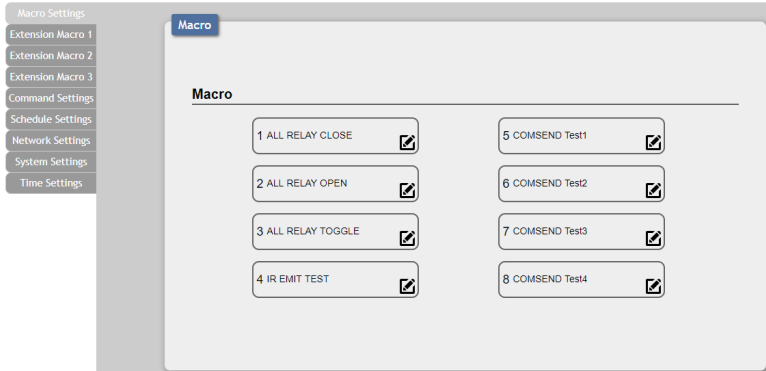 Macro Settings
Extension Macro 1
Extension Macro 2
Extension Macro 3
Command Settings
Schedule Settings
Network Settings
System Settings
Time Settings
Macro
Macro
1 ALL RELAY CLOSE
2 ALL RELAY OPEN
3 ALL RELAY TOGGLE
4 IR EMIT TEST
5 COMSEND Test1
6 COMSEND Test2
7 COMSEND Test3
8 COMSEND Test4